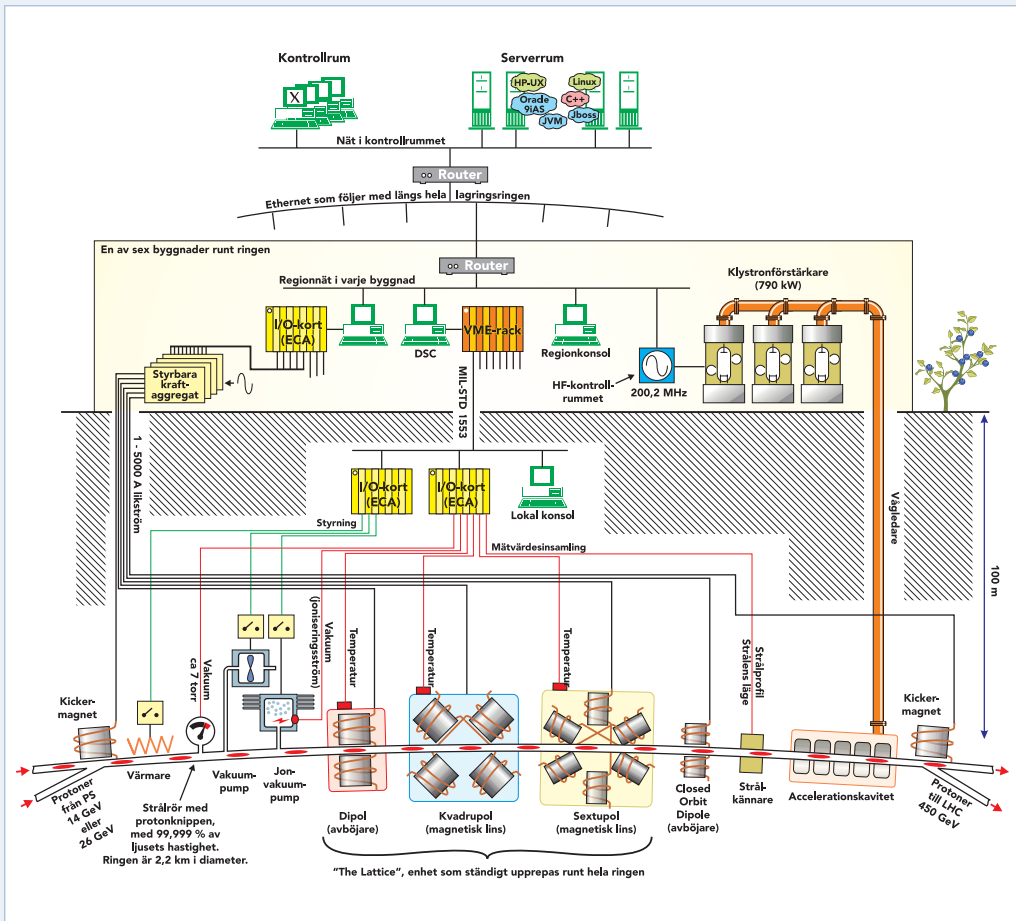 Kontrollrum
Serverrum
X
HP-UX
Linux
Oracle
9iAS
C++
JVM
Jboss
Nät i kontrollrummet
Router
Ethernet som följer med längs hela lagringsringen
En av sex byggnader runt ringen
Router
Regionnät i varje byggnad
Klystronförstärkare
(790 kW)
I/O-kort
(ECA)
DSC
VME-rack
Regionkonsol
HF-kontroll-
rummet
200,2 MHz
Styrbara
kraft-
aggregat
MIL-STD 1553
1 - 5000 A likström
I/O-kort
(ECA)
I/O-kort
(ECA)
Lokal konsol
Styrning
Mätvärdesinsamling
Vågledare
100 m
Vakuum
ca 7 torr
Vakuum
(joniseringsström)
Temperatur
Temperatur
Temperatur
Strålprofil
Strålens läge
Kicker-
magnet
Kicker-
magnet
Protoner
från PS
14 GeV
eller
26 GeV
Värmare
Vakuum-
pump
Jon-
vakuum-
pump
Strålrör med
protonknippen,
med 99,999 % av
ljusets hastighet.
Ringen är 2,2 km i diameter.
Dipol
(avböjare)
Kvadrupol
(magnetisk lins)
Sextupol
(magnetisk lins)
Closed
Orbit
Dipole
(avböjare)
Strål-
kännare
Accelerationskavitet
Protoner
till LHC
450 GeV
"The Lattice", enhet som ständigt upprepas runt hela ringen